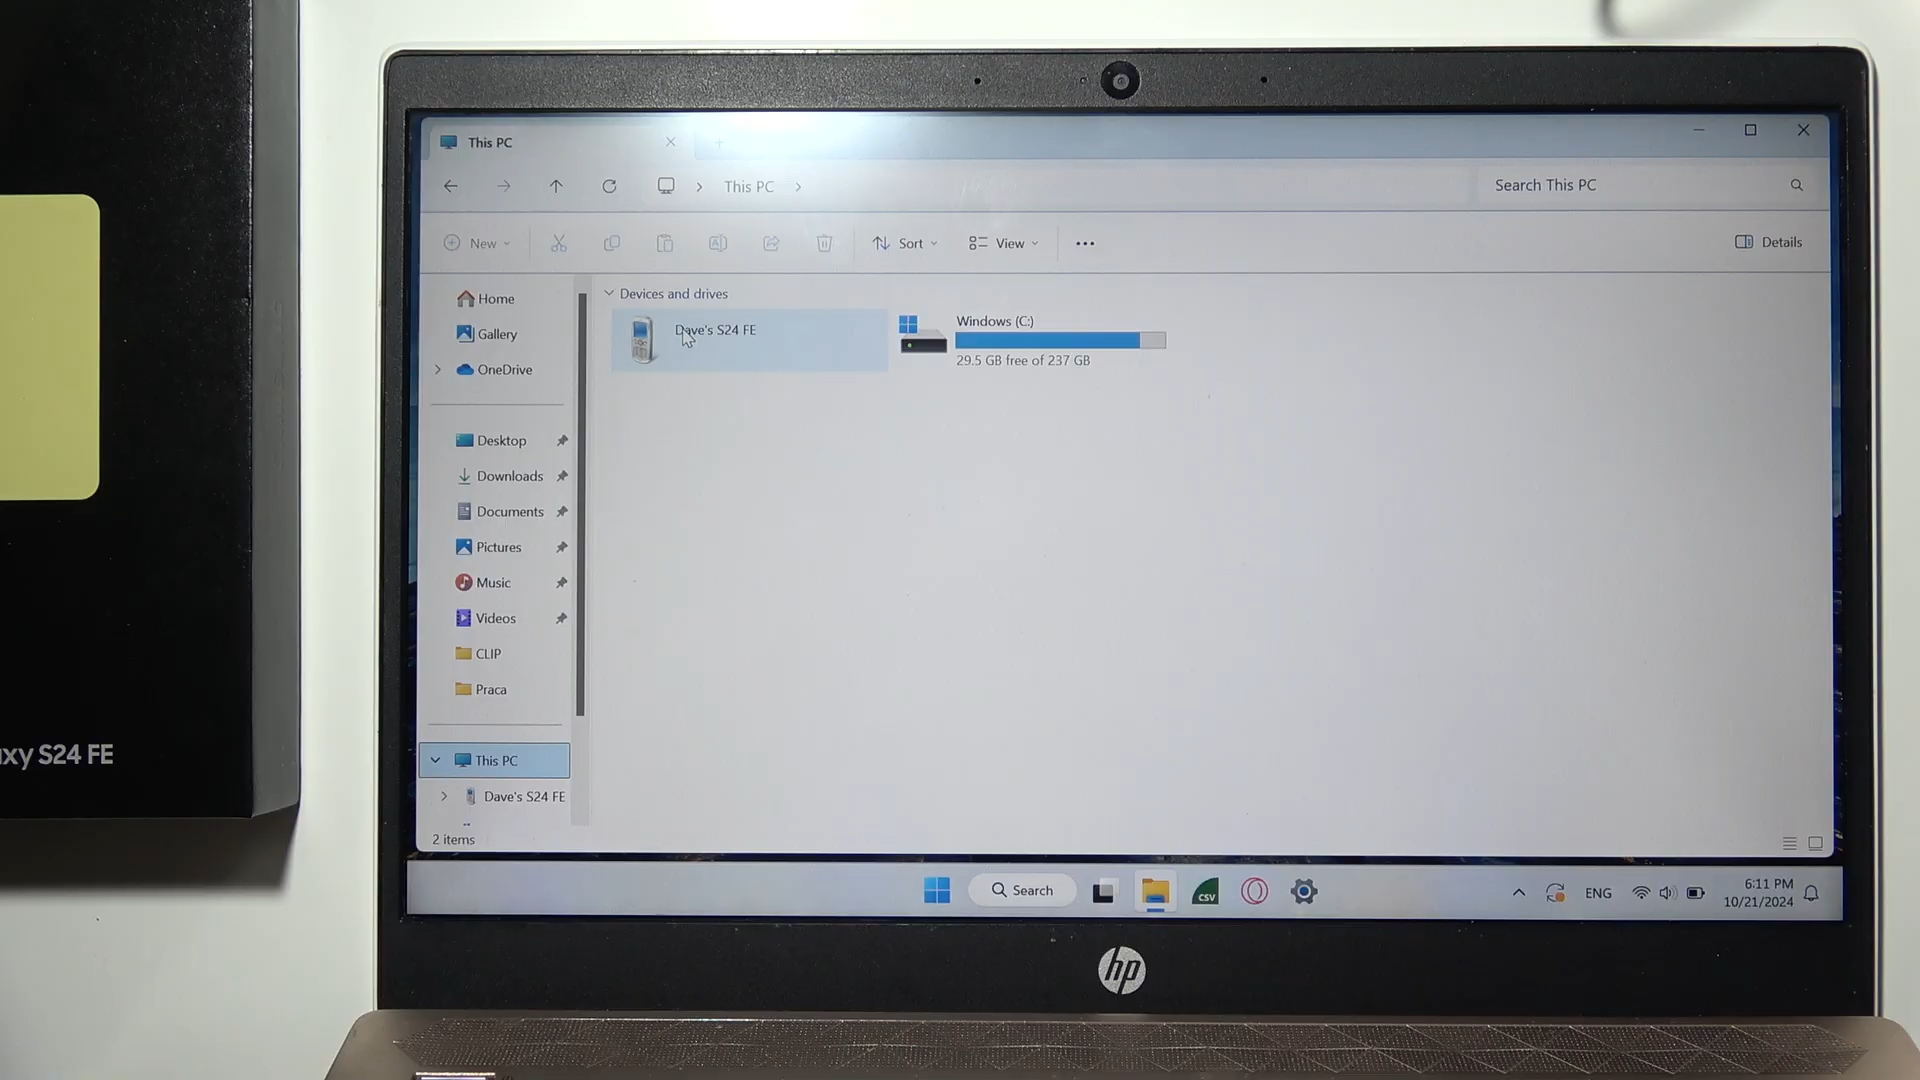 This PC
This PC
Search This PC
New
Sort
View
Details
Home
Gallery
OneDrive
Desktop
Downloads
Documents
Pictures
Music
Videos
CLIP
Praca
This PC
Dave's S24 FE
Devices and drives
Dave's S24 FE
Windows (C:)
29.5 GB free of 237 GB
2 items
Search
CSV
ENG
6:11 PM
10/21/2024
hp
S24 FE